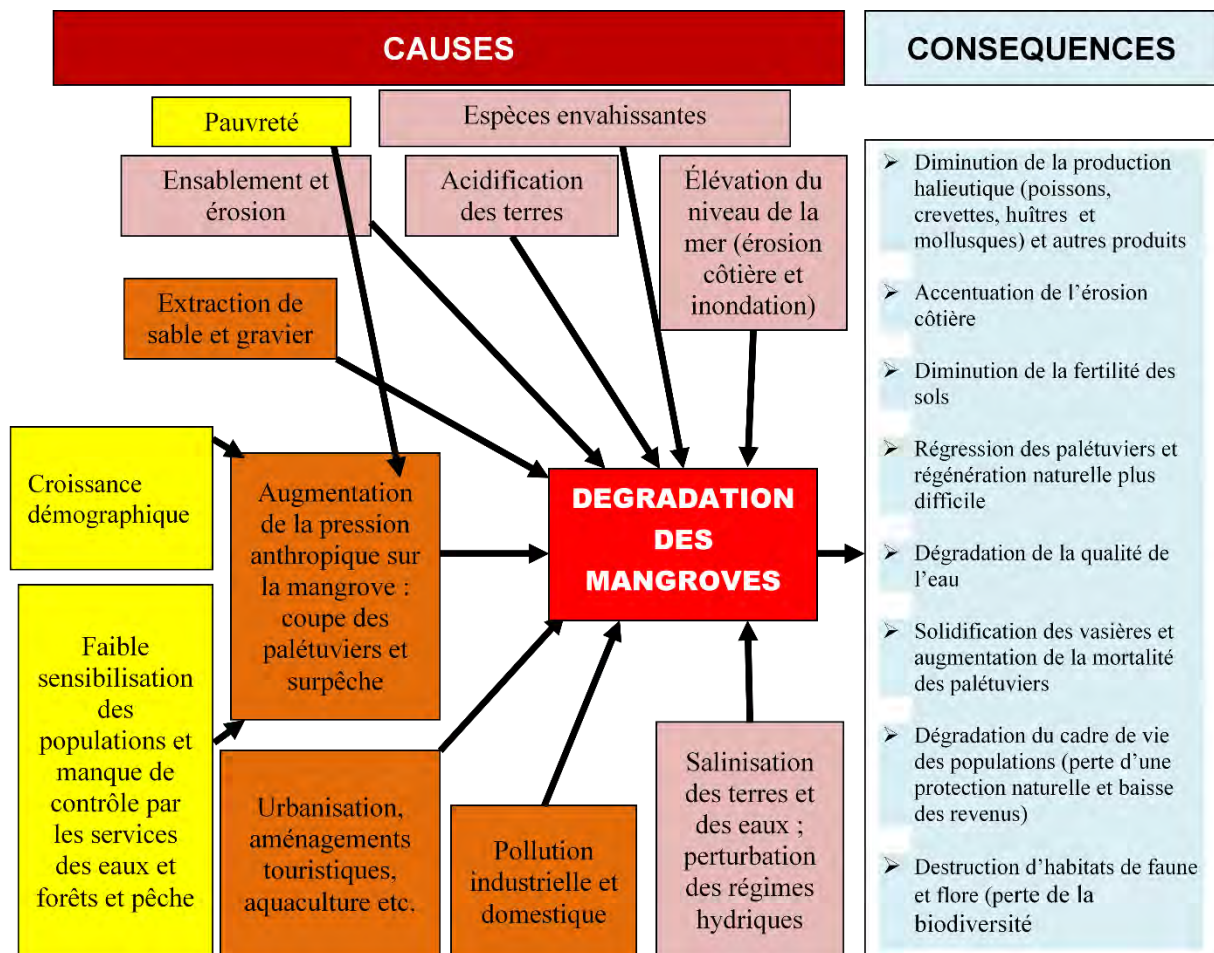 CAUSES
CONSEQUENCES
Pauvreté
Espèces envahissantes
Ensablement et
érosion
Acidification
des terres
Élévation du
niveau de la
mer (érosion
côtière et
inondation)
Extraction de
sable et gravier
Croissance
démographique
Augmentation
de la pression
anthropique sur
la mangrove :
coupe des
palétuviers et
surpêche
DEGRADATION
DES
MANGROVES
Faible
sensibilisation
des
populations et
manque de
contrôle par
les services
des eaux et
forêts et pêche
Urbanisation,
aménagements
touristiques,
aquaculture etc.
Pollution
industrielle et
domestique
Salinisation
des terres et
des eaux ;
perturbation
des régimes
hydriques
➢ Diminution de la production
halieutique (poissons,
crevettes, huîtres et
mollusques) et autres produits
➢ Accentuation de l’érosion
côtière
➢ Diminution de la fertilité des
sols
➢ Régression des palétuviers et
régénération naturelle plus
difficile
➢ Dégradation de la qualité de
l’eau
➢ Solidification des vasières et
augmentation de la mortalité
des palétuviers
➢ Dégradation du cadre de vie
des populations (perte d’une
protection naturelle et baisse
des revenus)
➢ Destruction d’habitats de faune
et flore (perte de la
biodiversité